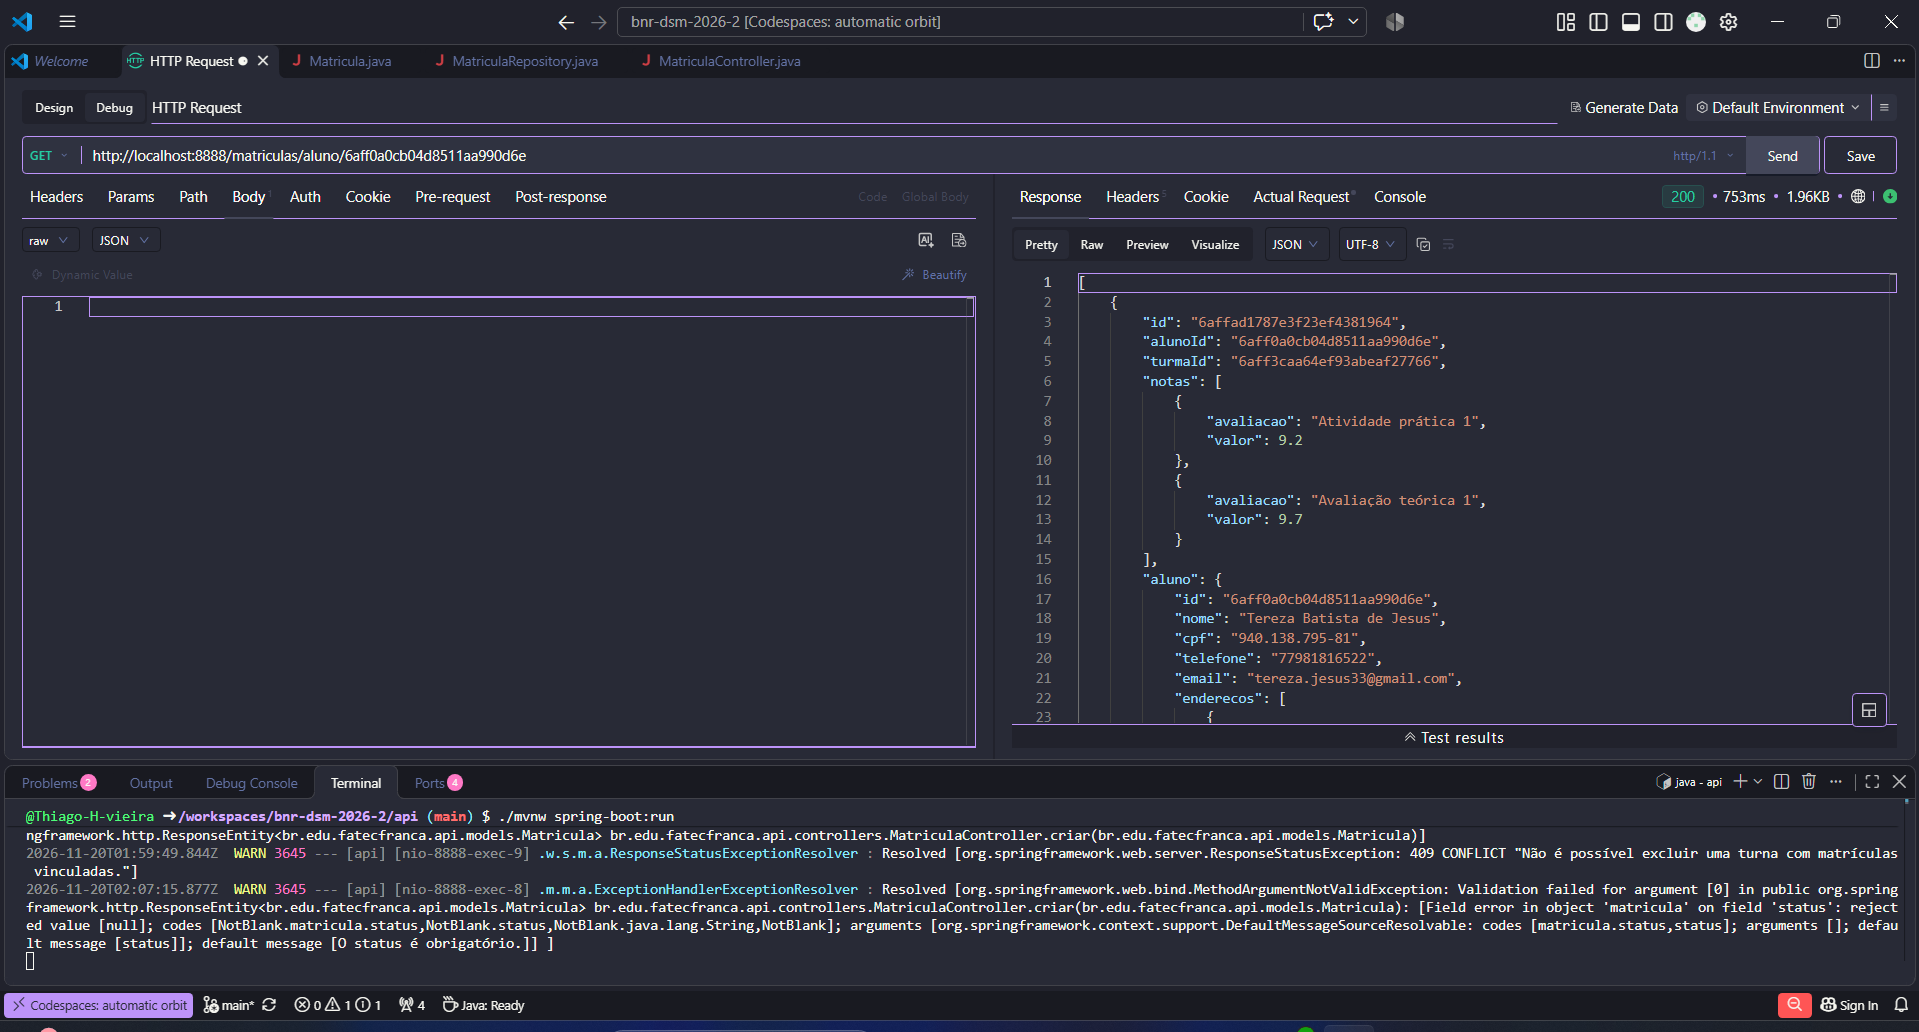 bnr-dsm-2026-2 [Codespaces: automatic orbit]
Welcome
HTTP Request
Matricula.java
MatriculaRepository.java
MatriculaController.java
Design Debug HTTP Request
Generate Data
Default Environment
GET http://localhost:8888/matriculas/aluno/6aff0a0cb04d8511aa990d6e http/1.1 Send Save
Headers Params Path Body 1 Auth Cookie Pre-request Post-response Code Global Body
raw JSON
Dynamic Value Beautify
1
Response Headers 5 Cookie Actual Request Console 200 • 753ms • 1.96KB
Pretty Raw Preview Visualize JSON UTF-8
1 [
2 {
3 "id": "6affad1787e3f23ef4381964",
4 "alunoId": "6aff0a0cb04d8511aa990d6e",
5 "turmaId": "6aff3caa64ef93abeaf27766",
6 "notas": [
7 {
8 "avaliacao": "Atividade prática 1",
9 "valor": 9.2
10 },
11 {
12 "avaliacao": "Avaliação teórica 1",
13 "valor": 9.7
14 }
15 ],
16 "aluno": {
17 "id": "6aff0a0cb04d8511aa990d6e",
18 "nome": "Tereza Batista de Jesus",
19 "cpf": "940.138.795-81",
20 "telefone": "77981816522",
21 "email": "tereza.jesus33@gmail.com",
22 "enderecos": [
23 {
Test results
Problems 2 Output Debug Console Terminal Ports 4 java - api
@Thiago-H-vieira ➜/workspaces/bnr-dsm-2026-2/api (main) $ ./mvnw spring-boot:run
ngframework.http.ResponseEntity<br.edu.fatecfranca.api.models.Matricula> br.edu.fatecfranca.api.controllers.MatriculaController.criar(br.edu.fatecfranca.api.models.Matricula)]
2026-11-20T01:59:49.844Z WARN 3645 --- [api] [nio-8888-exec-9] .w.s.m.a.ResponseStatusExceptionResolver : Resolved [org.springframework.web.server.ResponseStatusException: 409 CONFLICT "Não é possível excluir uma turna com matrículas
vinculadas."]
2026-11-20T02:07:15.877Z WARN 3645 --- [api] [nio-8888-exec-8] .m.m.a.ExceptionHandlerExceptionResolver : Resolved [org.springframework.web.bind.MethodArgumentNotValidException: Validation failed for argument [0] in public org.spring
framework.http.ResponseEntity<br.edu.fatecfranca.api.models.Matricula> br.edu.fatecfranca.api.controllers.MatriculaController.criar(br.edu.fatecfranca.api.models.Matricula): [Field error in object 'matricula' on field 'status': reject
ed value [null]; codes [NotBlank.matricula.status,NotBlank.status,NotBlank.java.lang.String,NotBlank]; arguments [org.springframework.context.support.DefaultMessageSourceResolvable: codes [matricula.status,status]; arguments []; defau
lt message [status]]; default message [O status é obrigatório.]] ]
Codespaces: automatic orbit main* 0 1 1 4 Java: Ready Sign In